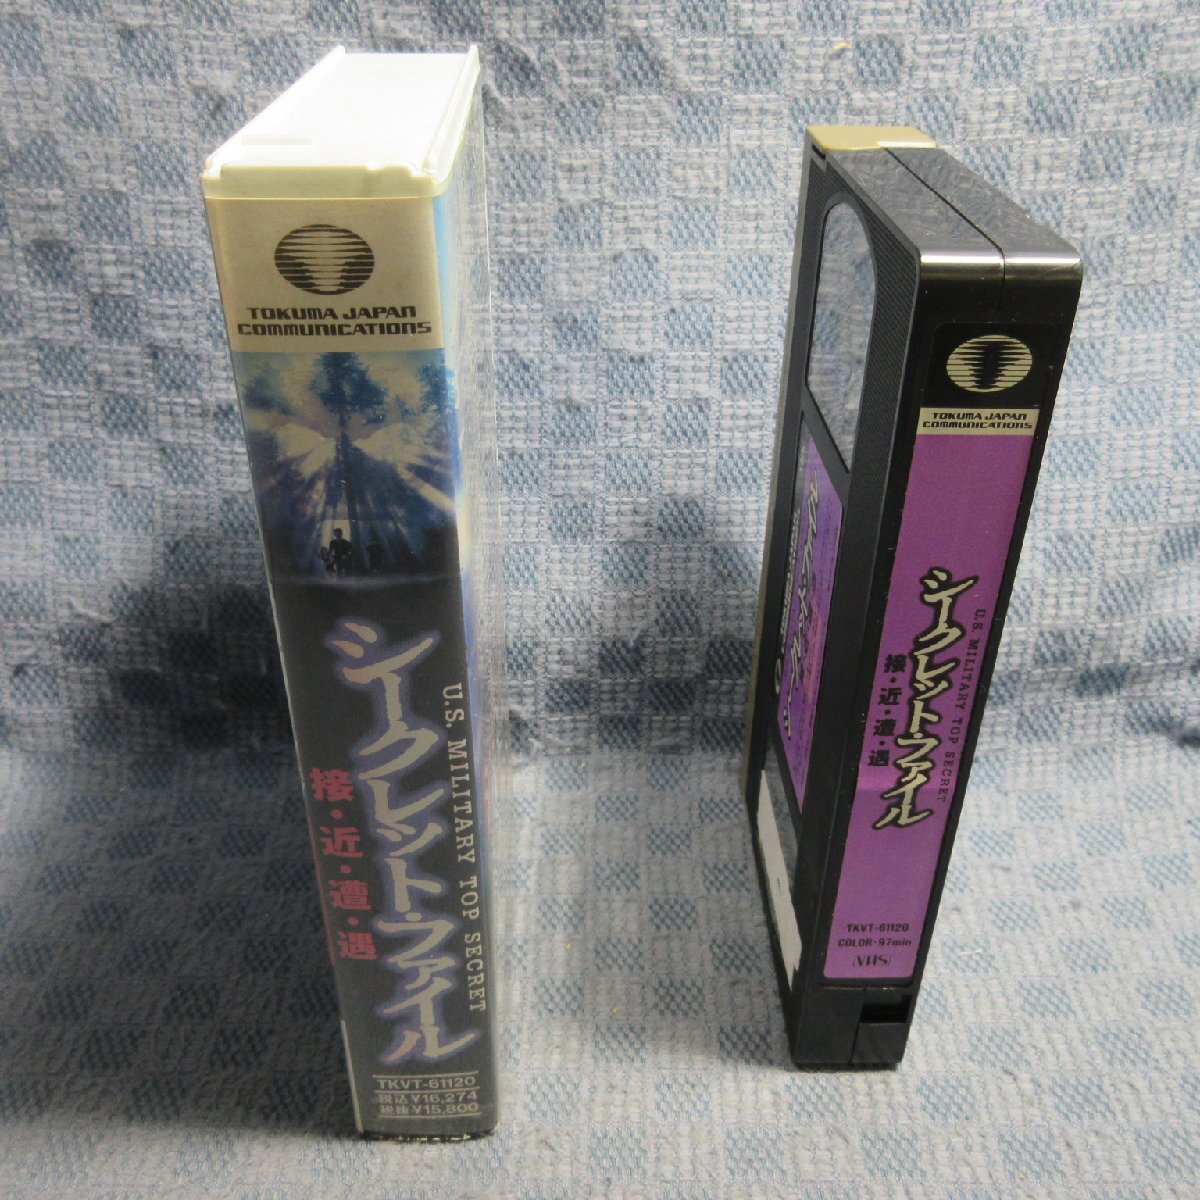 TOKUMA JAPAN
COMMUNICATIONS
シークレット・ファイル
U.S. MILITARY TOP SECRET
接・近・遭・遇
TKVT-61120
税込¥16,274
税抜¥15,800
TOKUMA JAPAN
COMMUNICATIONS
シークレット・ファイル
U.S. MILITARY TOP SECRET
接・近・遭・遇
TKVT-61120
COLOR・97min
VHS